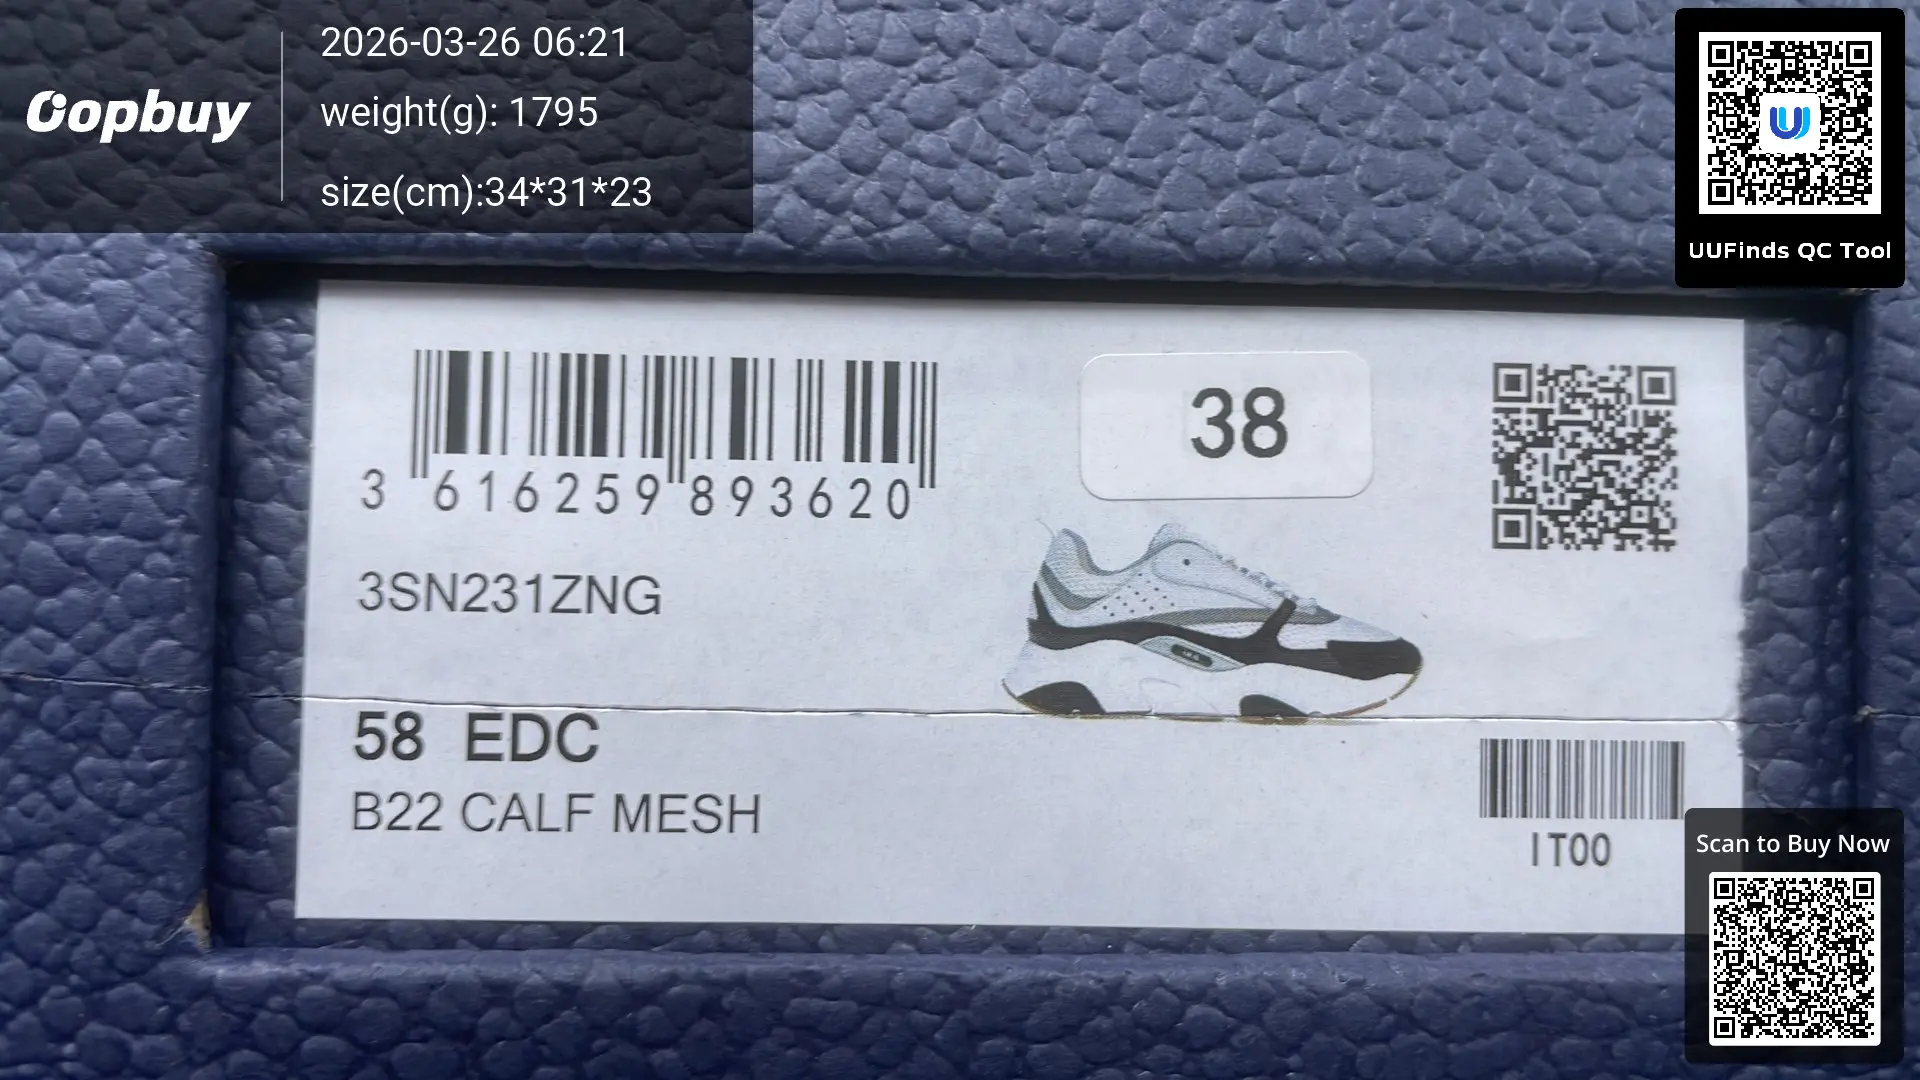 Oopbuy
2026-03-26 06:21
weight(g): 1795
size(cm):34*31*23
UUFinds QC Tool
3 616259 893620
38
3SN231ZNG
58 EDC
B22 CALF MESH
IT00
Scan to Buy Now